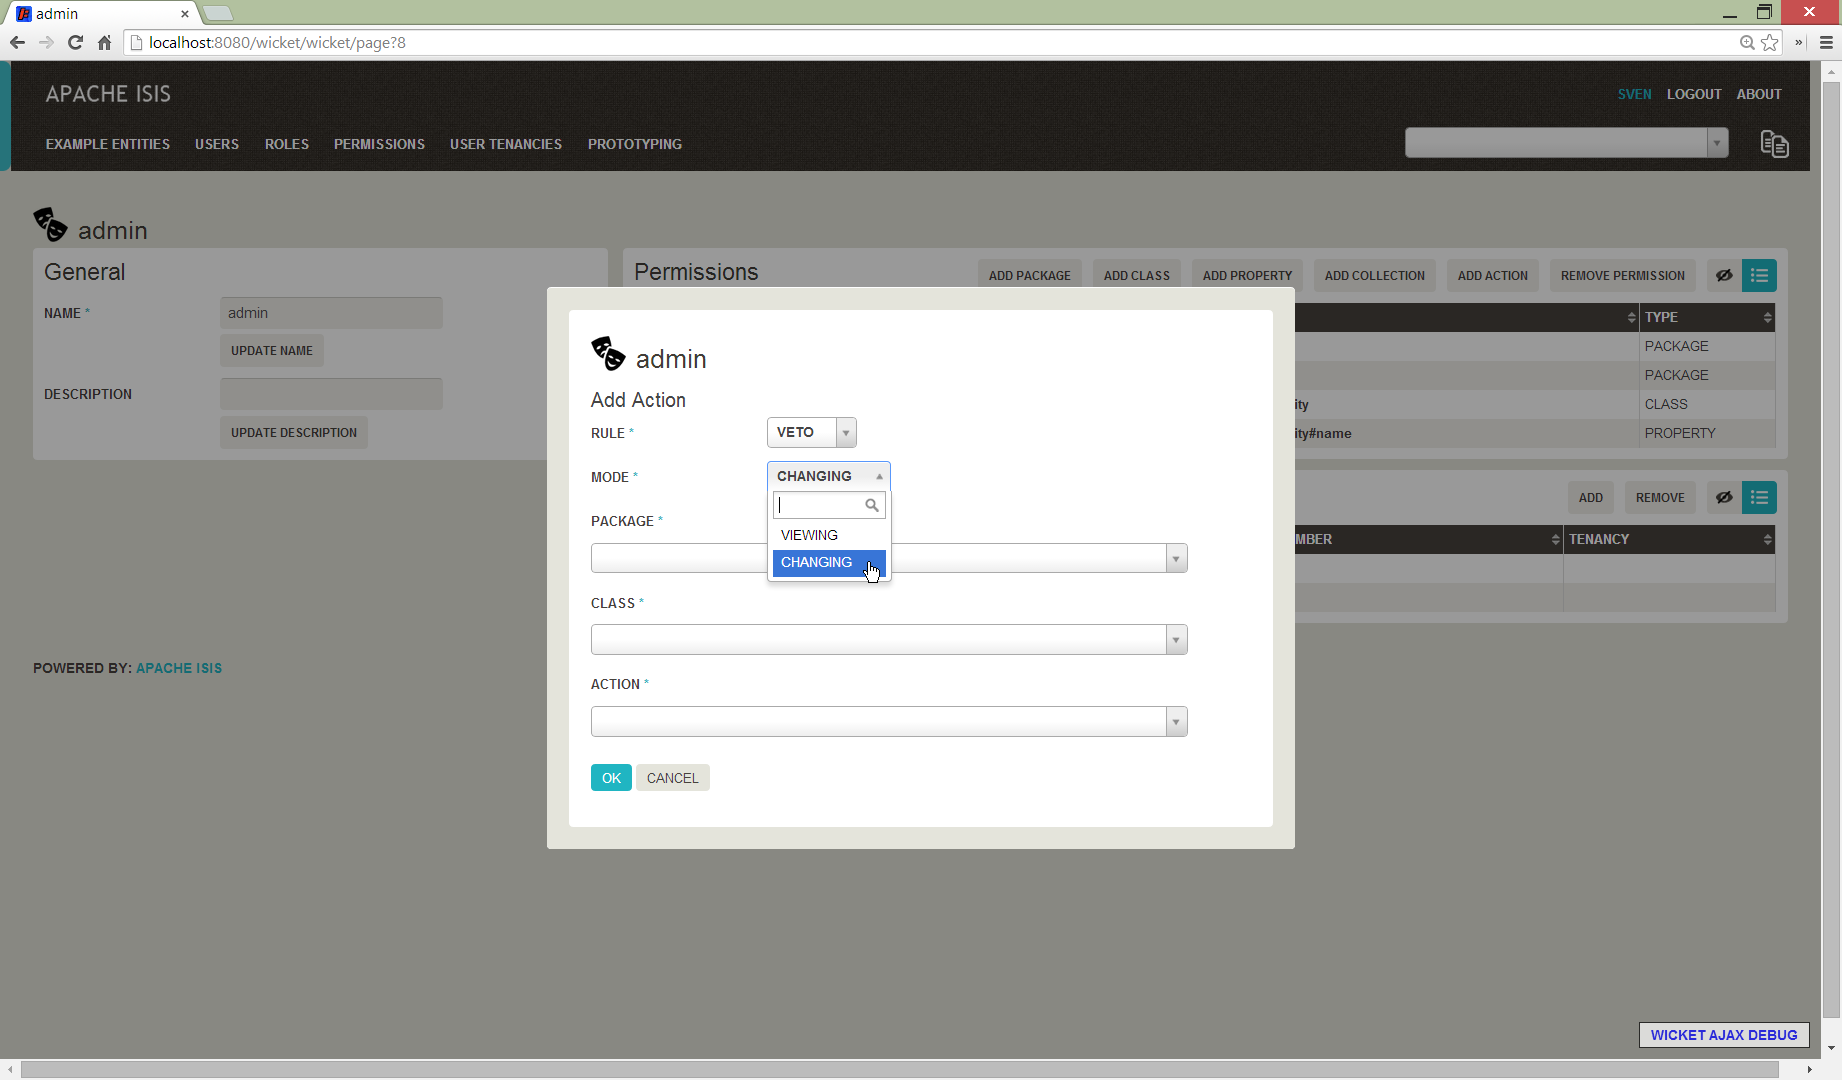 admin
localhost:8080/wicket/wicket/page?8
APACHE ISIS
SVEN LOGOUT ABOUT
EXAMPLE ENTITIES USERS ROLES PERMISSIONS USER TENANCIES PROTOTYPING
admin
General
NAME *
admin
UPDATE NAME
DESCRIPTION
UPDATE DESCRIPTION
Permissions
ADD PACKAGE ADD CLASS ADD PROPERTY ADD COLLECTION ADD ACTION REMOVE PERMISSION
TYPE
PACKAGE
PACKAGE
ity CLASS
ity#name PROPERTY
ADD REMOVE
MBER TENANCY
admin
Add Action
RULE * VETO
MODE * CHANGING
VIEWING
CHANGING
PACKAGE *
CLASS *
ACTION *
OK CANCEL
POWERED BY: APACHE ISIS
WICKET AJAX DEBUG